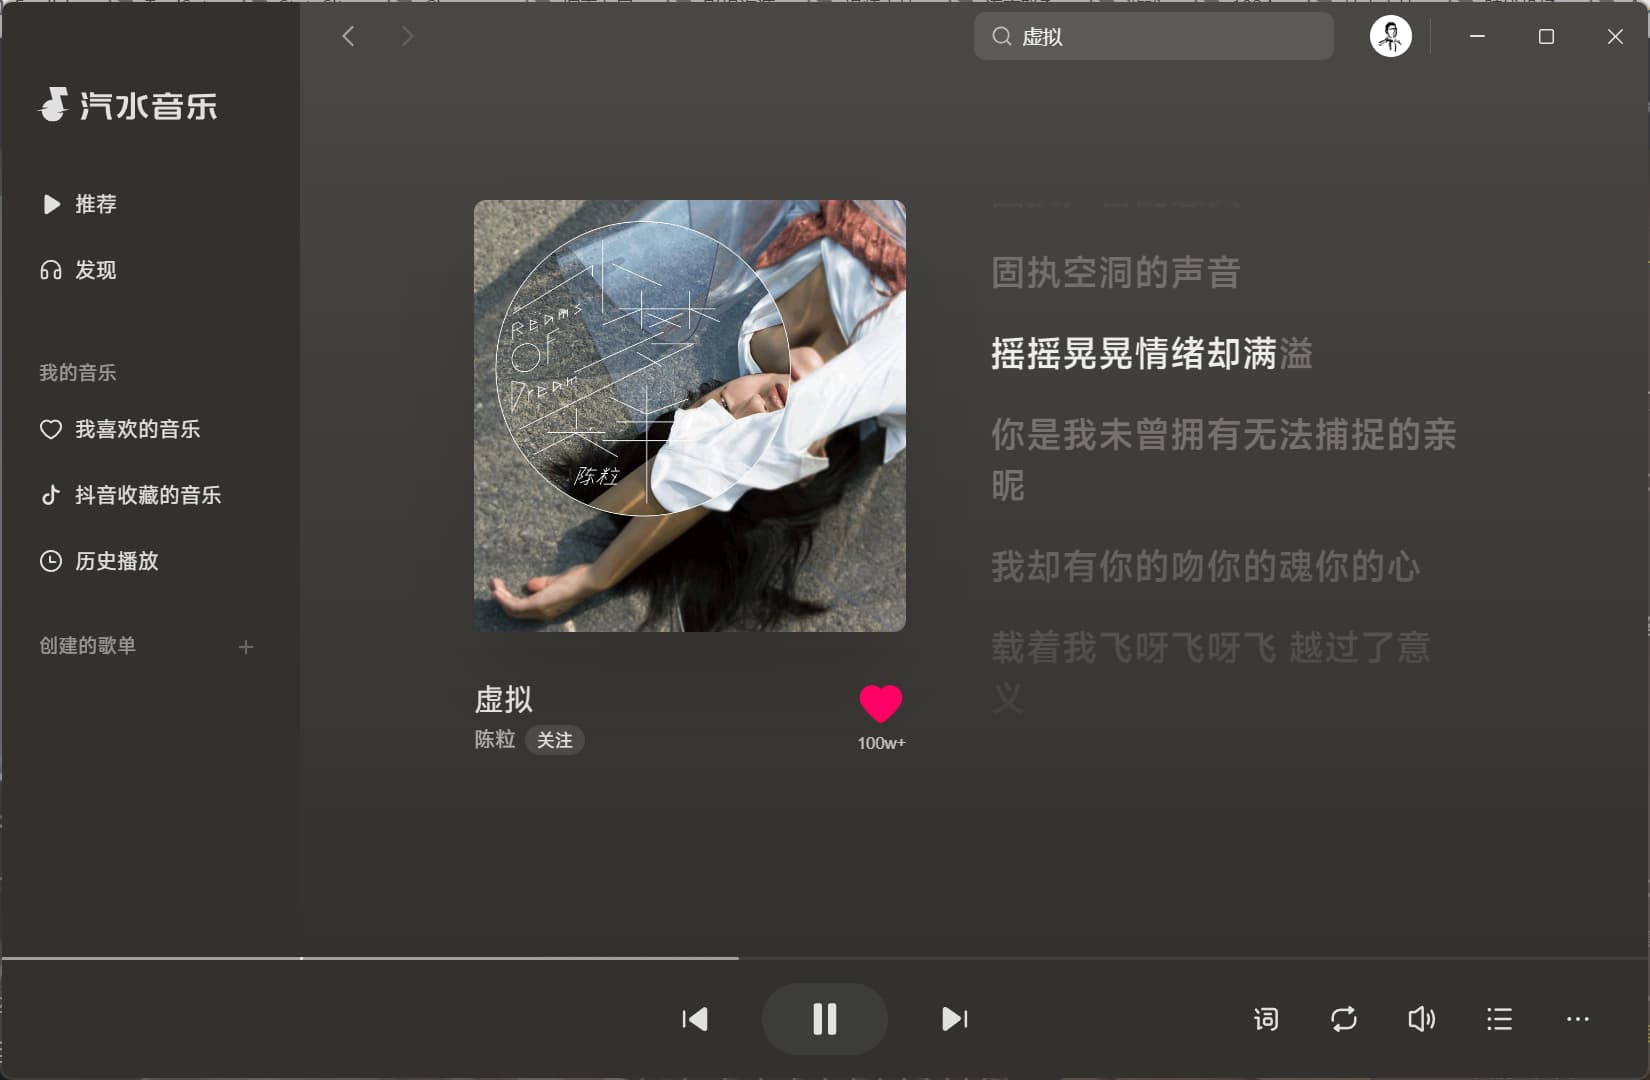 虚拟
汽水音乐
推荐
发现
我的音乐
我喜欢的音乐
抖音收藏的音乐
历史播放
创建的歌单
Reams
OF
Dream
陈粒
虚拟
陈粒
关注
100w+
固执空洞的声音
摇摇晃晃情绪却满溢
你是我未曾拥有无法捕捉的亲
昵
我却有你的吻你的魂你的心
载着我飞呀飞呀飞 越过了意
义
词